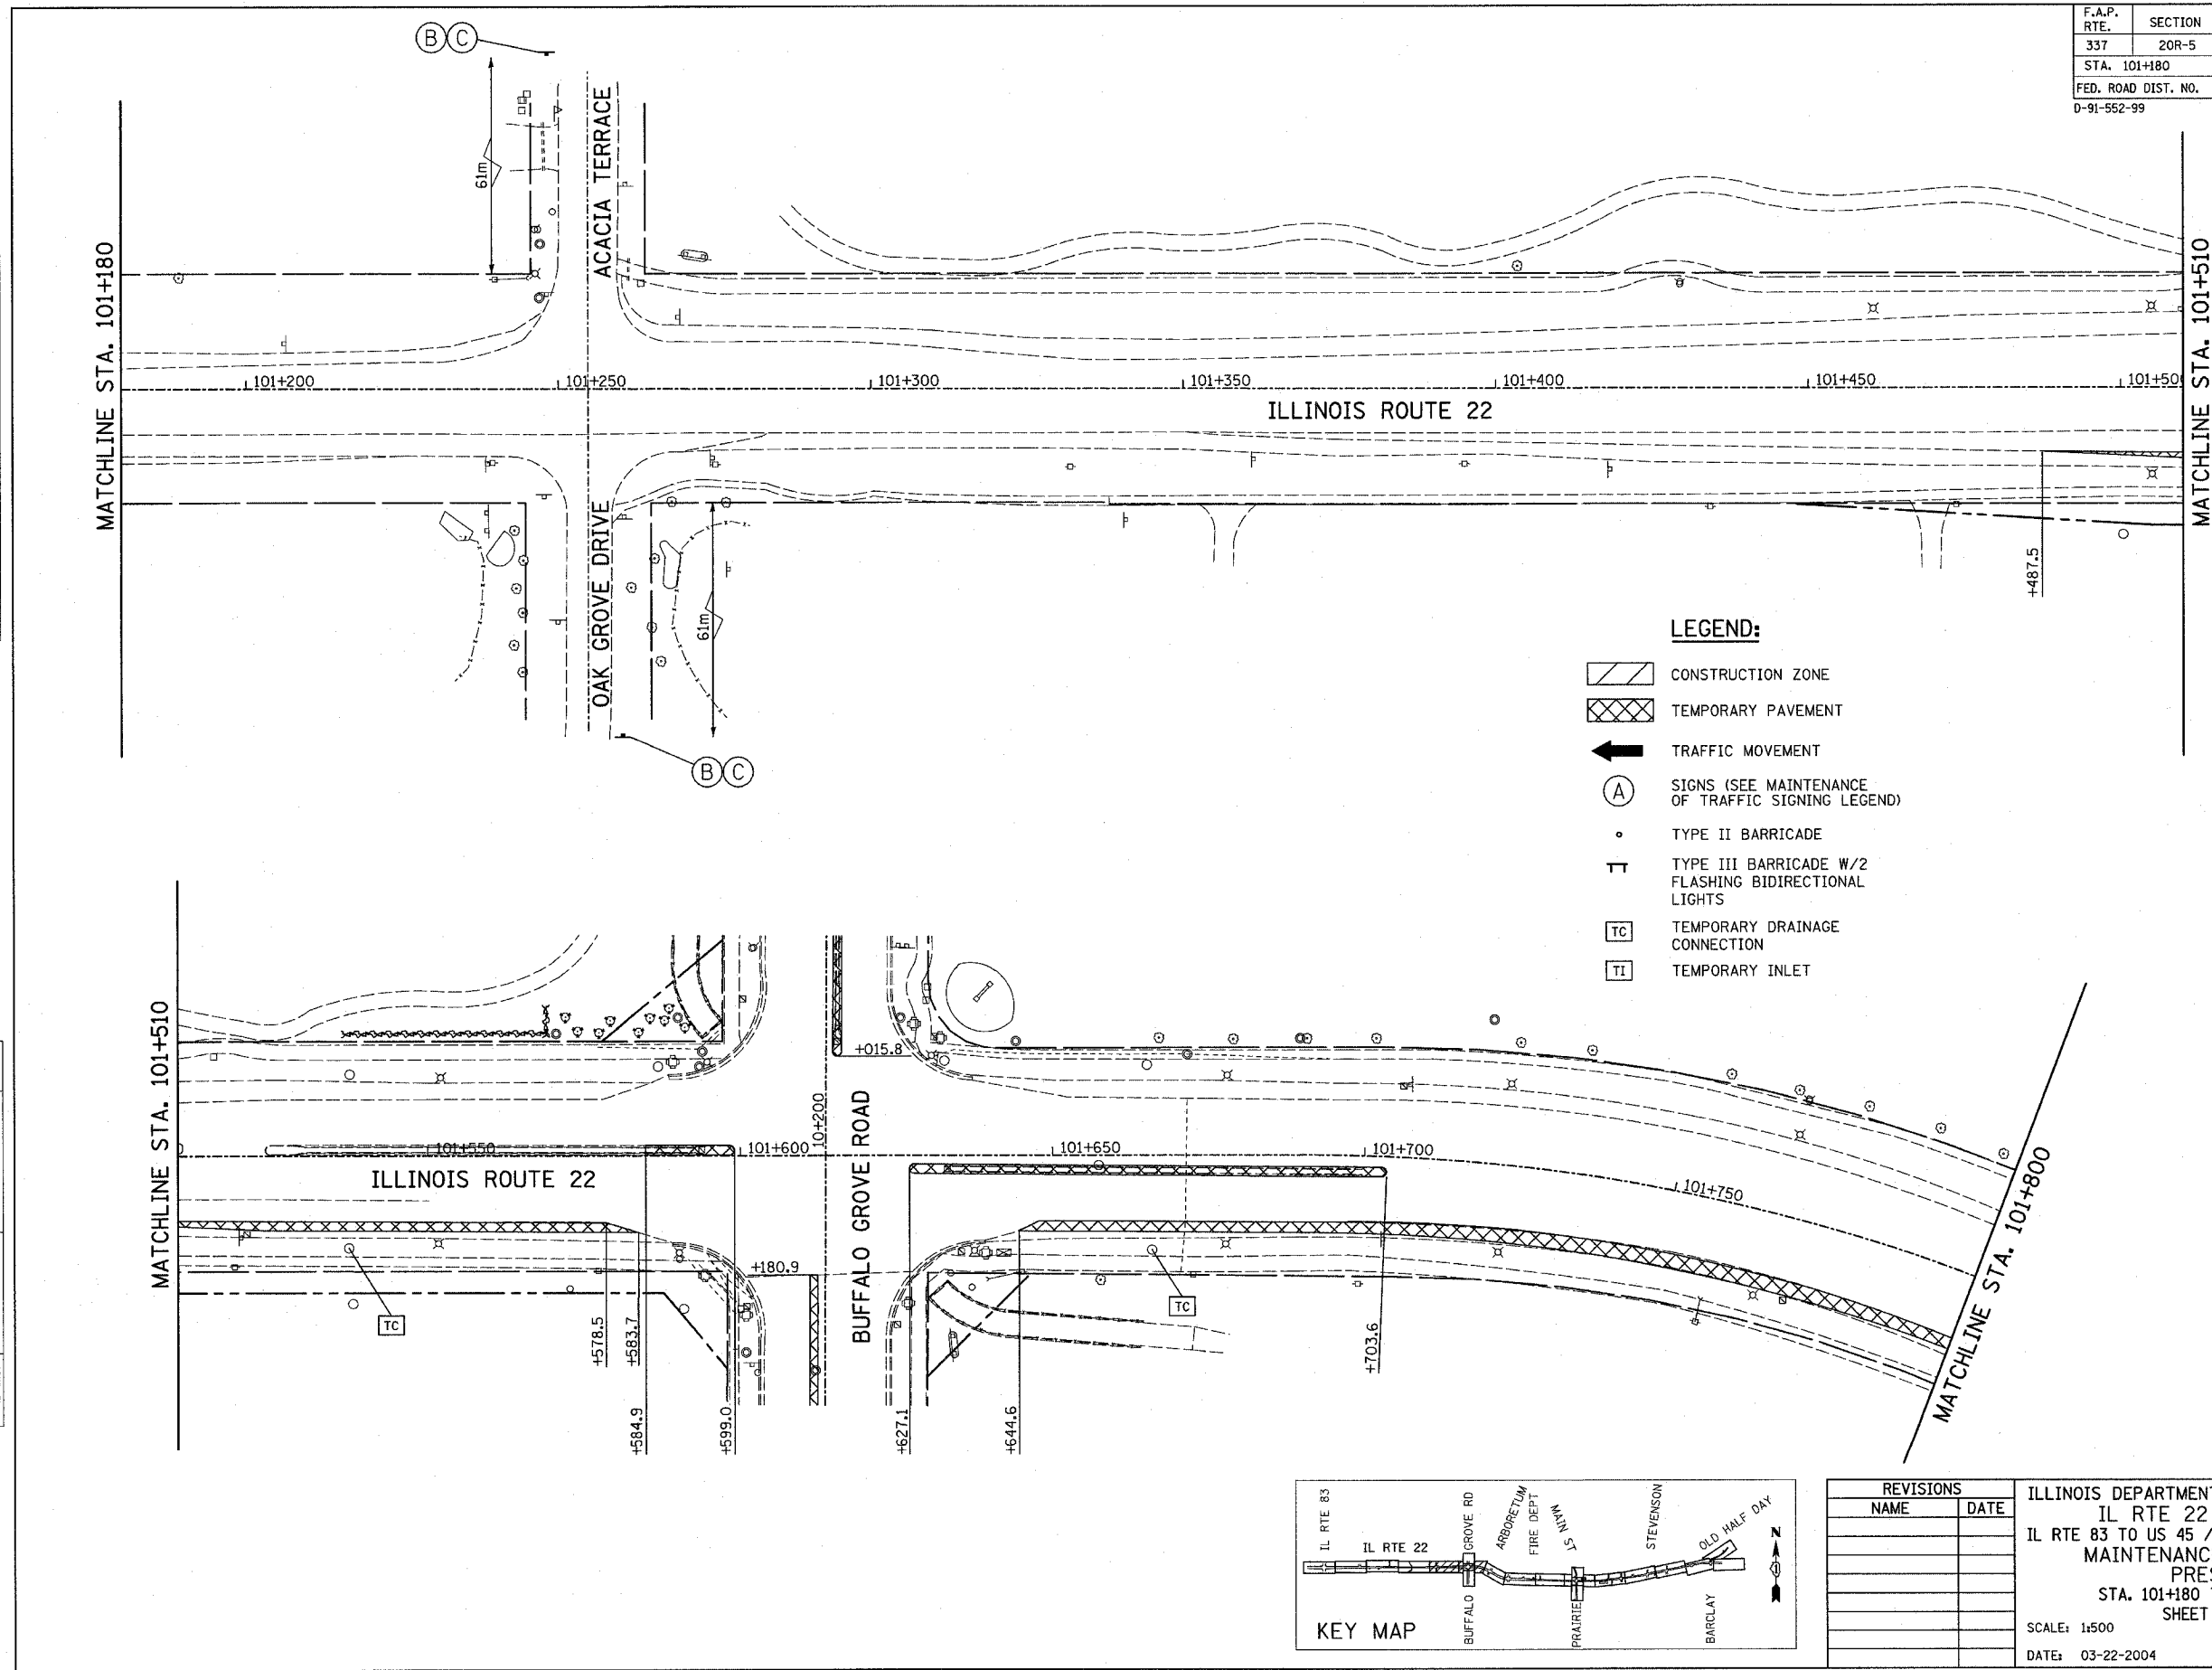 F.A.P. RTE.
SECTION
337
20R-5
STA. 101+180
FED. ROAD DIST. NO.
D-91-552-99
B C
61m
ACACIA TERRACE
MATCHLINE STA. 101+180
101+200
101+250
101+300
101+350
101+400
101+450
101+50
MATCHLINE STA. 101+510
ILLINOIS ROUTE 22
OAK GROVE DRIVE
61m
B C
+487.5
LEGEND:
CONSTRUCTION ZONE
TEMPORARY PAVEMENT
TRAFFIC MOVEMENT
A
SIGNS (SEE MAINTENANCE
OF TRAFFIC SIGNING LEGEND)
TYPE II BARRICADE
TYPE III BARRICADE W/2
FLASHING BIDIRECTIONAL
LIGHTS
TC
TEMPORARY DRAINAGE
CONNECTION
TI
TEMPORARY INLET
MATCHLINE STA. 101+510
101+550
101+600
10+200
+015.8
101+650
101+700
101+750
ILLINOIS ROUTE 22
BUFFALO GROVE ROAD
+180.9
TC
TC
+578.5
+583.7
+584.9
+599.0
+627.1
+644.6
+703.6
MATCHLINE STA. 101+800
IL RTE 83
IL RTE 22
GROVE RD
ARBORETUM
FIRE DEPT
MAIN ST
STEVENSON
OLD HALF DAY
N
KEY MAP
BUFFALO
PRAIRIE
BARCLAY
REVISIONS
NAME
DATE
ILLINOIS DEPARTMENT
IL RTE 22
IL RTE 83 TO US 45 /
MAINTENANC
PRES
STA. 101+180
SHEET
SCALE: 1:500
DATE: 03-22-2004